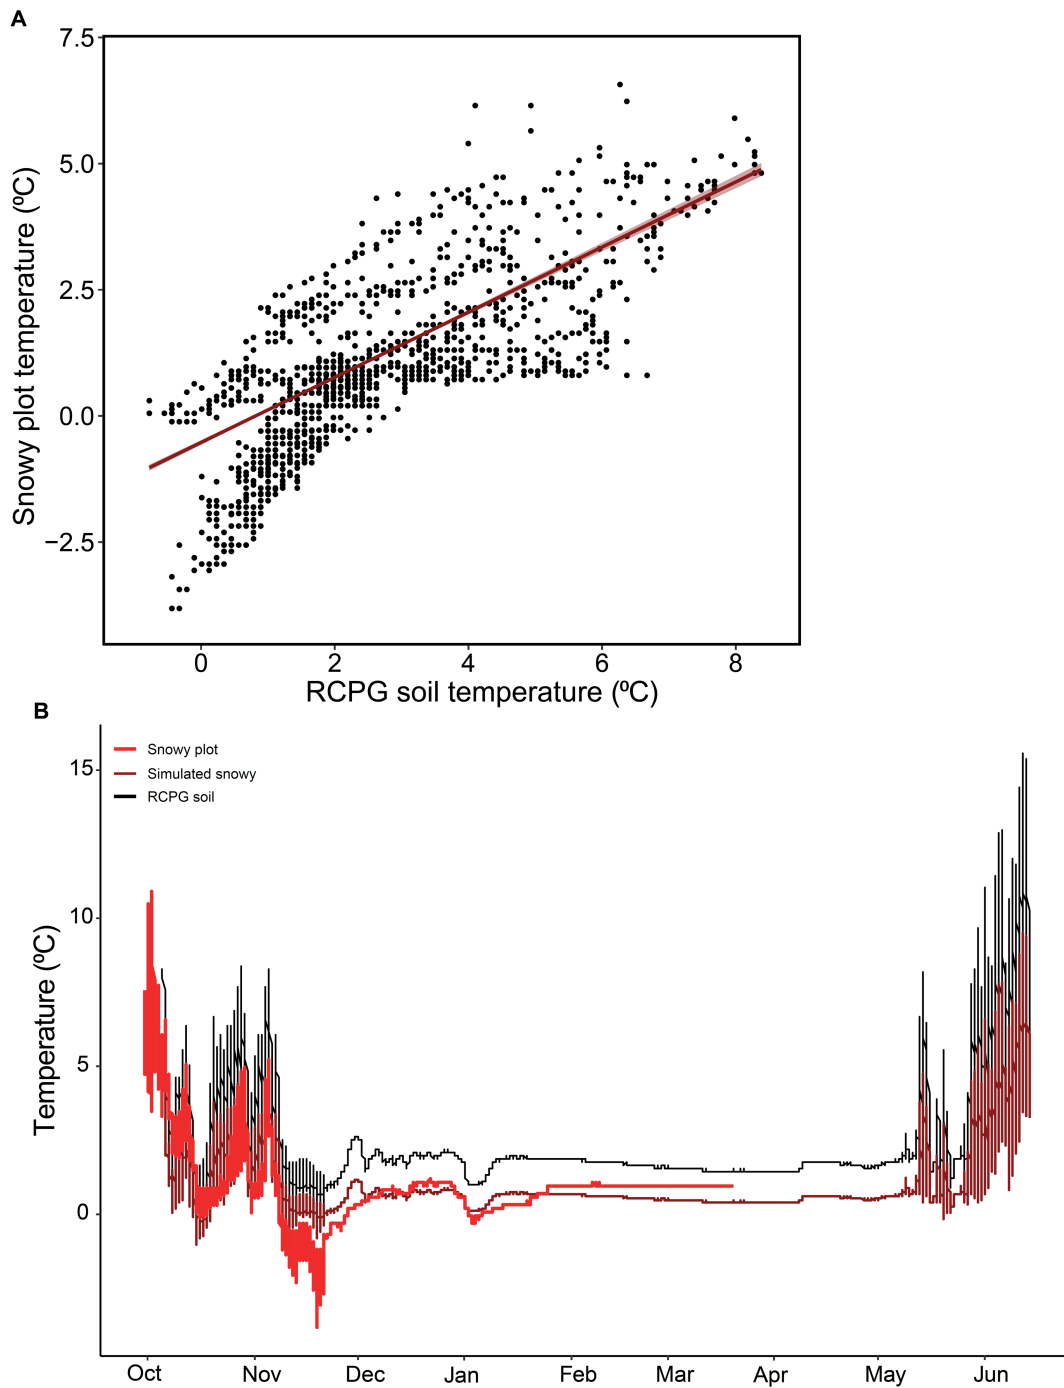 A
7.5
5.0
2.5
0.0
−2.5
Snowy plot temperature (ºC)
0 2 4 6 8
RCPG soil temperature (ºC)
B
Snowy plot
Simulated snowy
RCPG soil
15
10
5
0
Temperature (ºC)
Oct Nov Dec Jan Feb Mar Apr May Jun